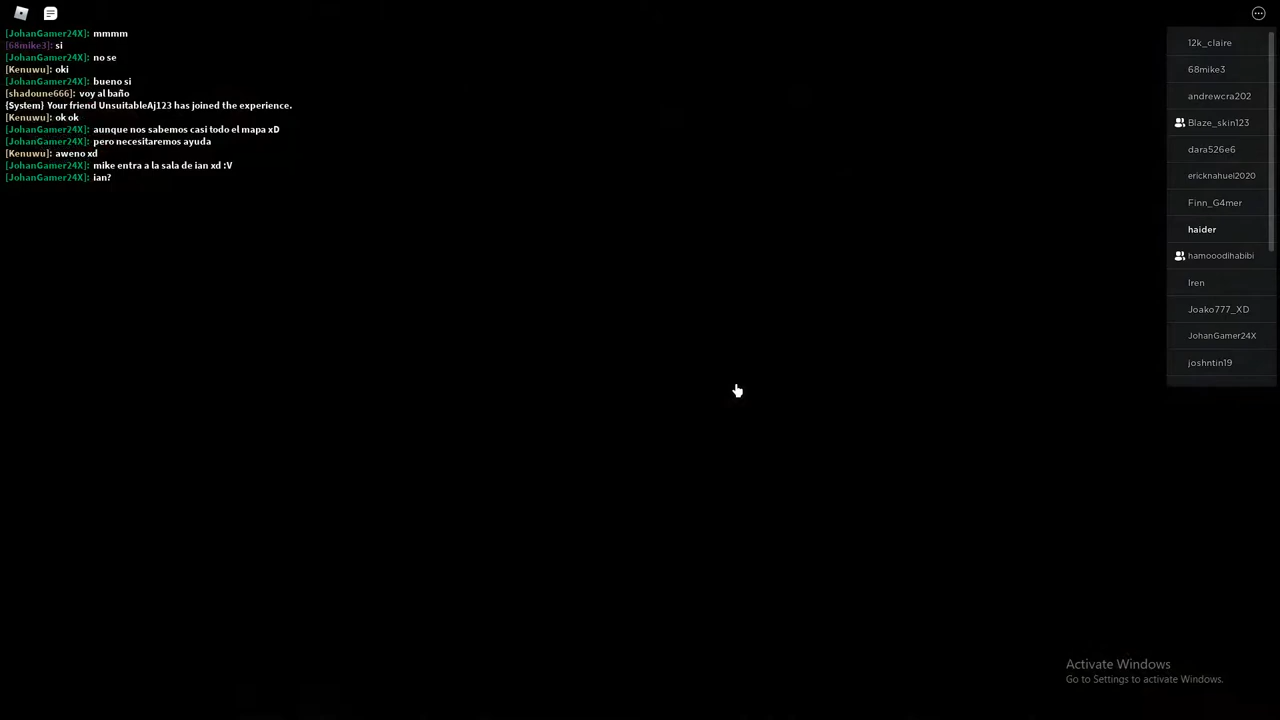 [JohanGamer24X]: mmmm
[68mike3]: si
[JohanGamer24X]: no se
[Kenuwu]: oki
[JohanGamer24X]: bueno si
[shadoune666]: voy al baño
{System} Your friend UnsuitableAj123 has joined the experience.
[Kenuwu]: ok ok
[JohanGamer24X]: aunque nos sabemos casi todo el mapa xD
[JohanGamer24X]: pero necesitaremos ayuda
[Kenuwu]: aweno xd
[JohanGamer24X]: mike entra a la sala de ian xd :V
[JohanGamer24X]: ian?
12k_claire
68mike3
andrewcra202
Blaze_skin123
dara526e6
ericknahuel2020
Finn_G4mer
haider
hamooodihabibi
Iren
Joako777_XD
JohanGamer24X
joshntin19
Activate Windows
Go to Settings to activate Windows.